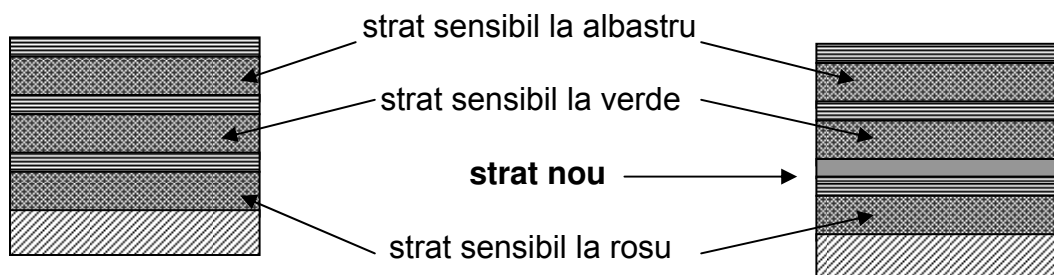 strat sensibil la albastru
strat sensibil la verde
strat nou
strat sensibil la rosu